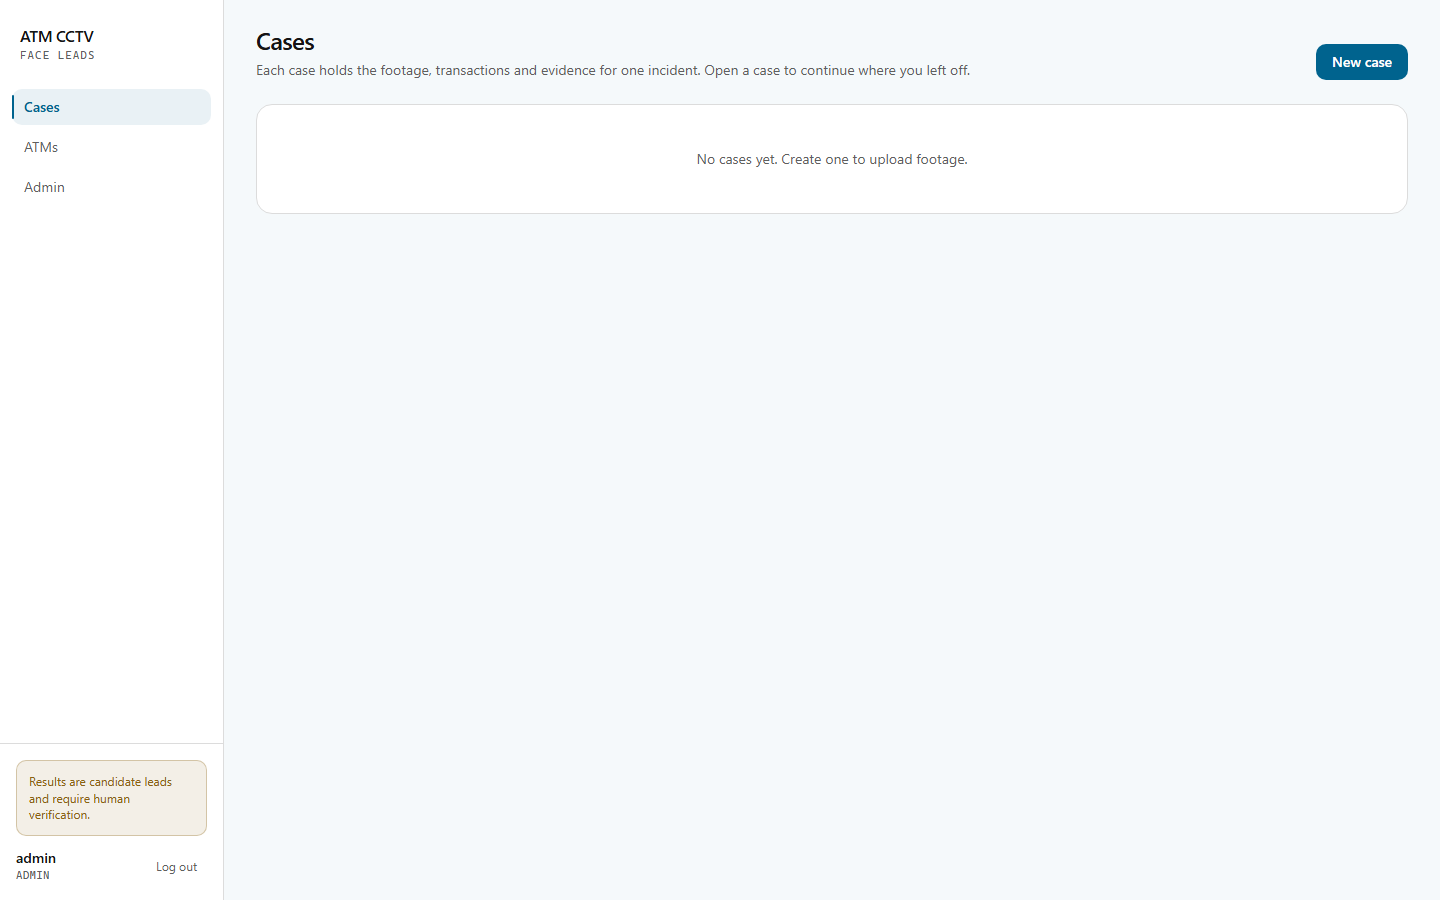 ATM CCTV
FACE LEADS
Cases
ATMs
Admin
Results are candidate leads
and require human
verification.
admin
ADMIN
Log out
Cases
Each case holds the footage, transactions and evidence for one incident. Open a case to continue where you left off.
New case
No cases yet. Create one to upload footage.